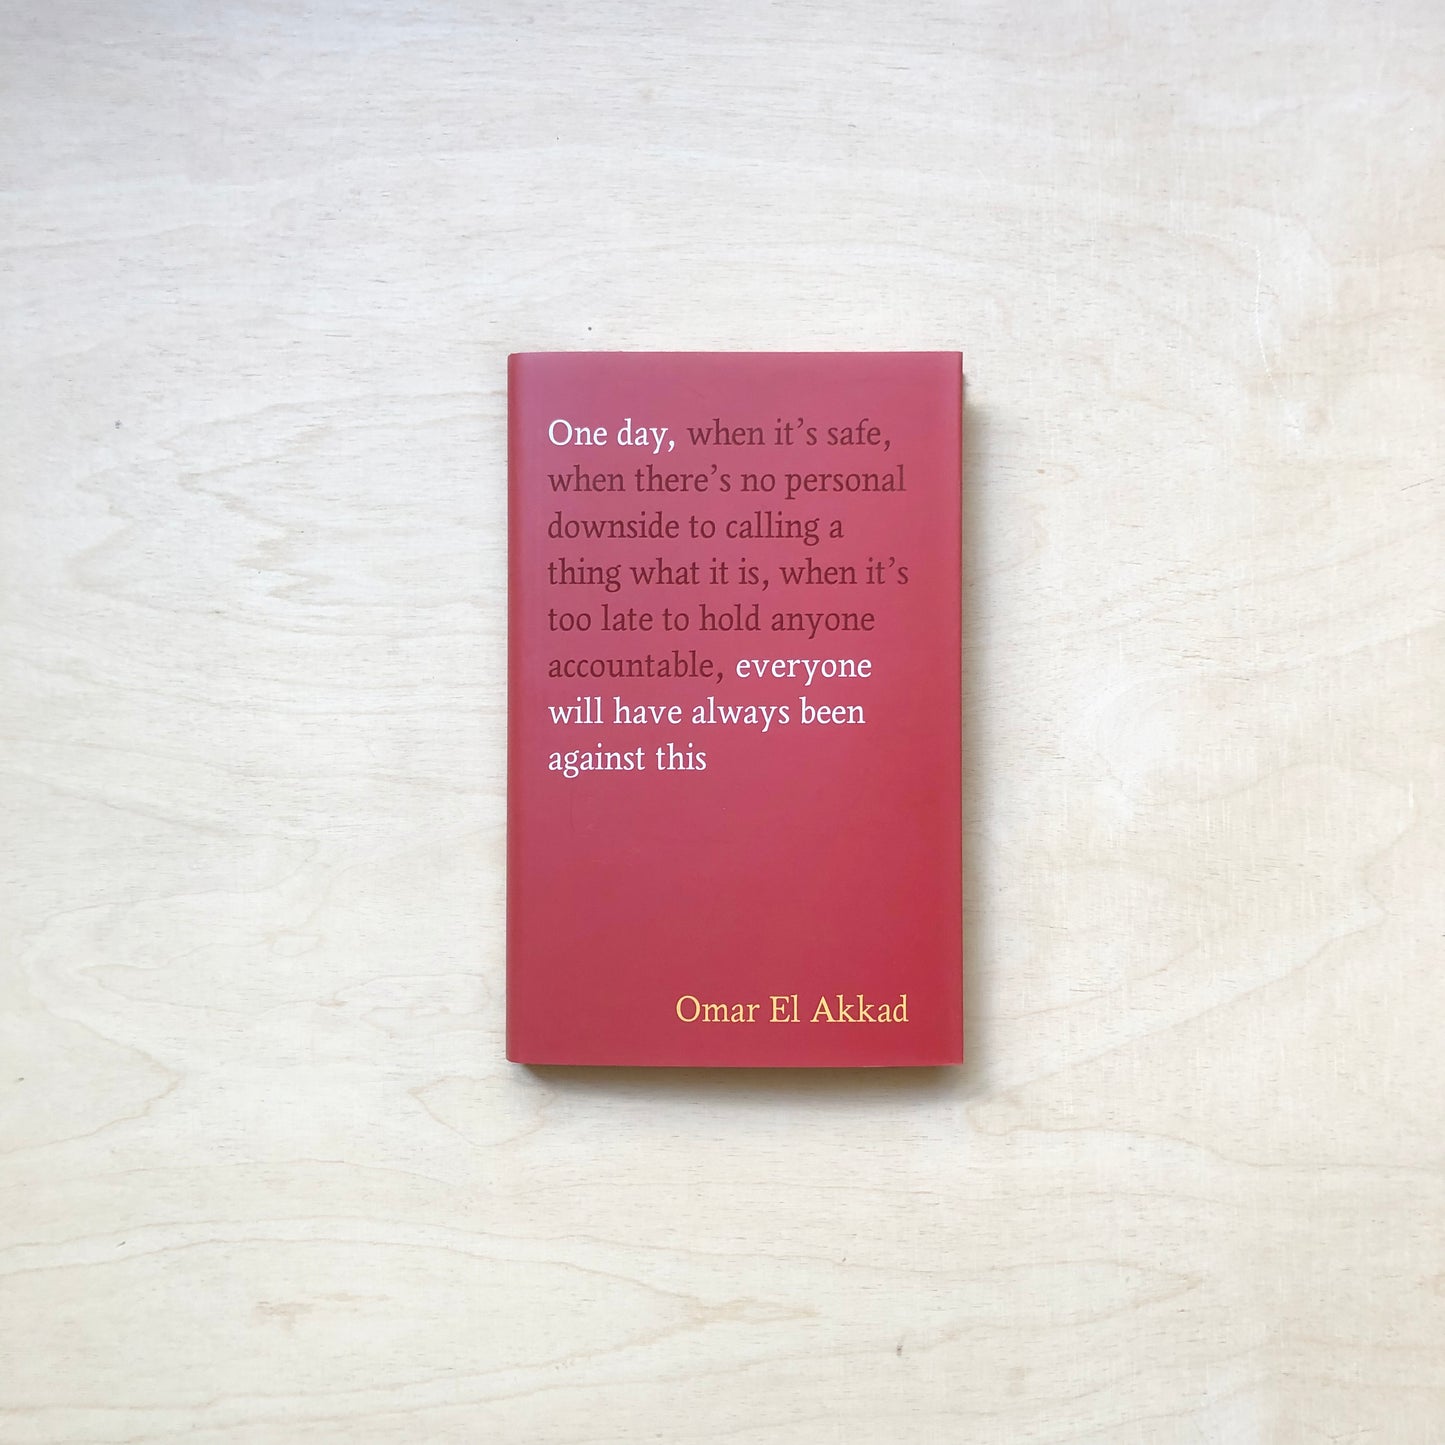 One day, when it's safe,
when there's no personal
downside to calling a
thing what it is, when it's
too late to hold anyone
accountable, everyone
will have always been
against this
Omar El Akkad